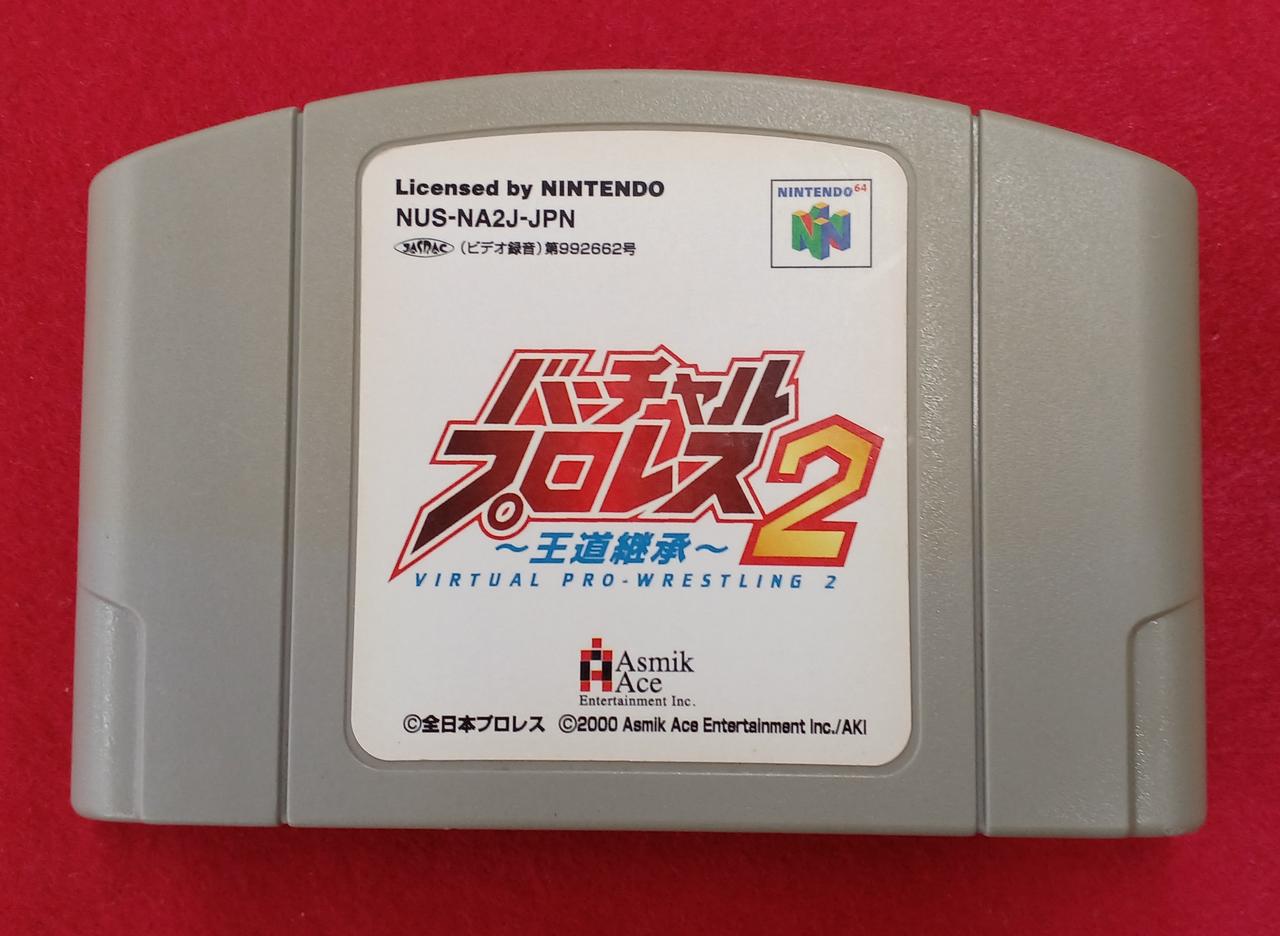 Licensed by NINTENDO
NUS-NA2J-JPN
JASRAC (ビデオ録音)第992662号
NINTENDO64
バーチャル
プロレス2
～王道継承～
VIRTUAL PRO-WRESTLING 2
Asmik
Ace
Entertainment Inc.
©全日本プロレス ©2000 Asmik Ace Entertainment Inc./AKI